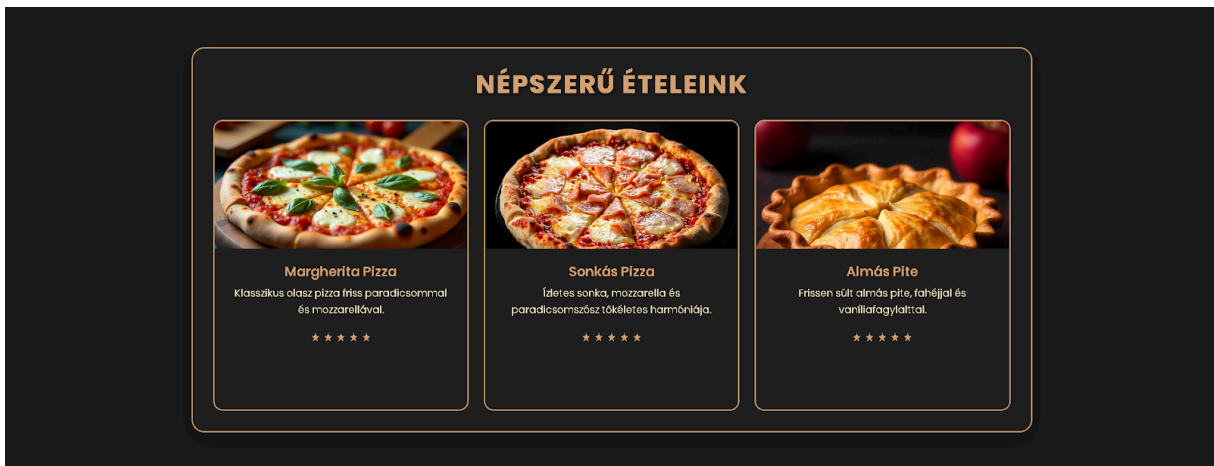 NÉPSZERŰ ÉTELEINK
Margherita Pizza
Klasszikus olasz pizza friss paradicsommal
és mozzarellával.
★ ★ ★ ★ ★
Sonkás Pizza
Ízletes sonka, mozzarella és
paradicsomszósz tökéletes harmóniája.
★ ★ ★ ★ ★
Almás Pite
Frissen sült almás pite, fahéjjal és
vaníliafagylalttal.
★ ★ ★ ★ ★